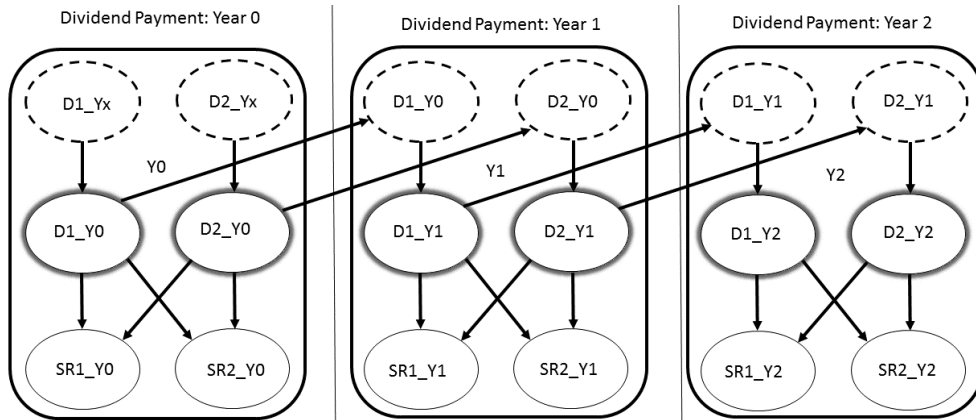 Dividend Payment: Year 0
Dividend Payment: Year 1
Dividend Payment: Year 2
D1_Yx
D2_Yx
D1_Y0
D2_Y0
D1_Y1
D2_Y1
Y0
Y1
Y2
D1_Y0
D2_Y0
D1_Y1
D2_Y1
D1_Y2
D2_Y2
SR1_Y0
SR2_Y0
SR1_Y1
SR2_Y1
SR1_Y2
SR2_Y2